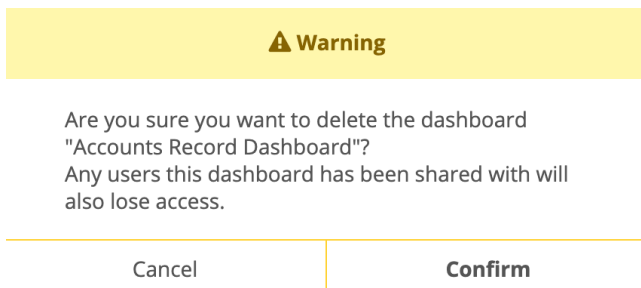 Warning
Are you sure you want to delete the dashboard
"Accounts Record Dashboard"?
Any users this dashboard has been shared with will
also lose access.
Cancel
Confirm